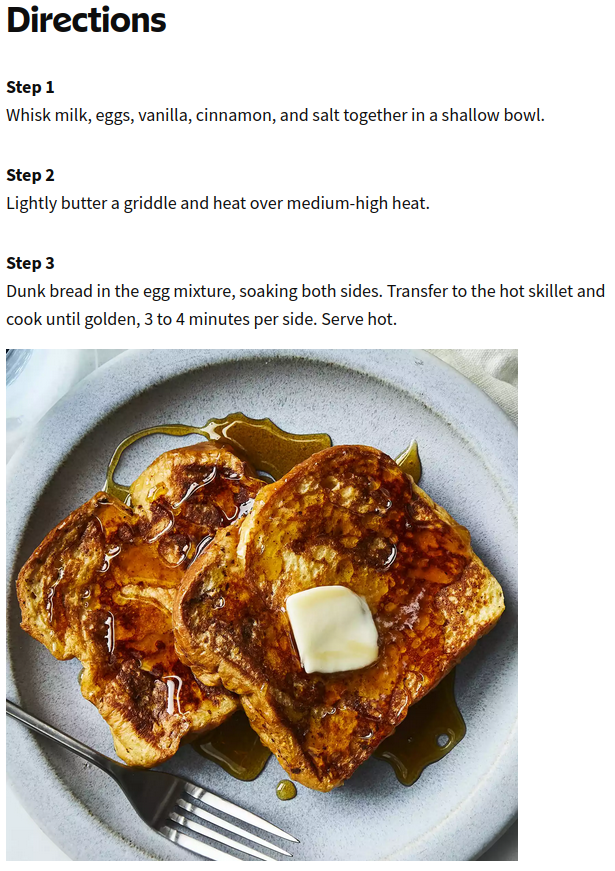 Directions
Step 1
Whisk milk, eggs, vanilla, cinnamon, and salt together in a shallow bowl.
Step 2
Lightly butter a griddle and heat over medium-high heat.
Step 3
Dunk bread in the egg mixture, soaking both sides. Transfer to the hot skillet and
cook until golden, 3 to 4 minutes per side. Serve hot.